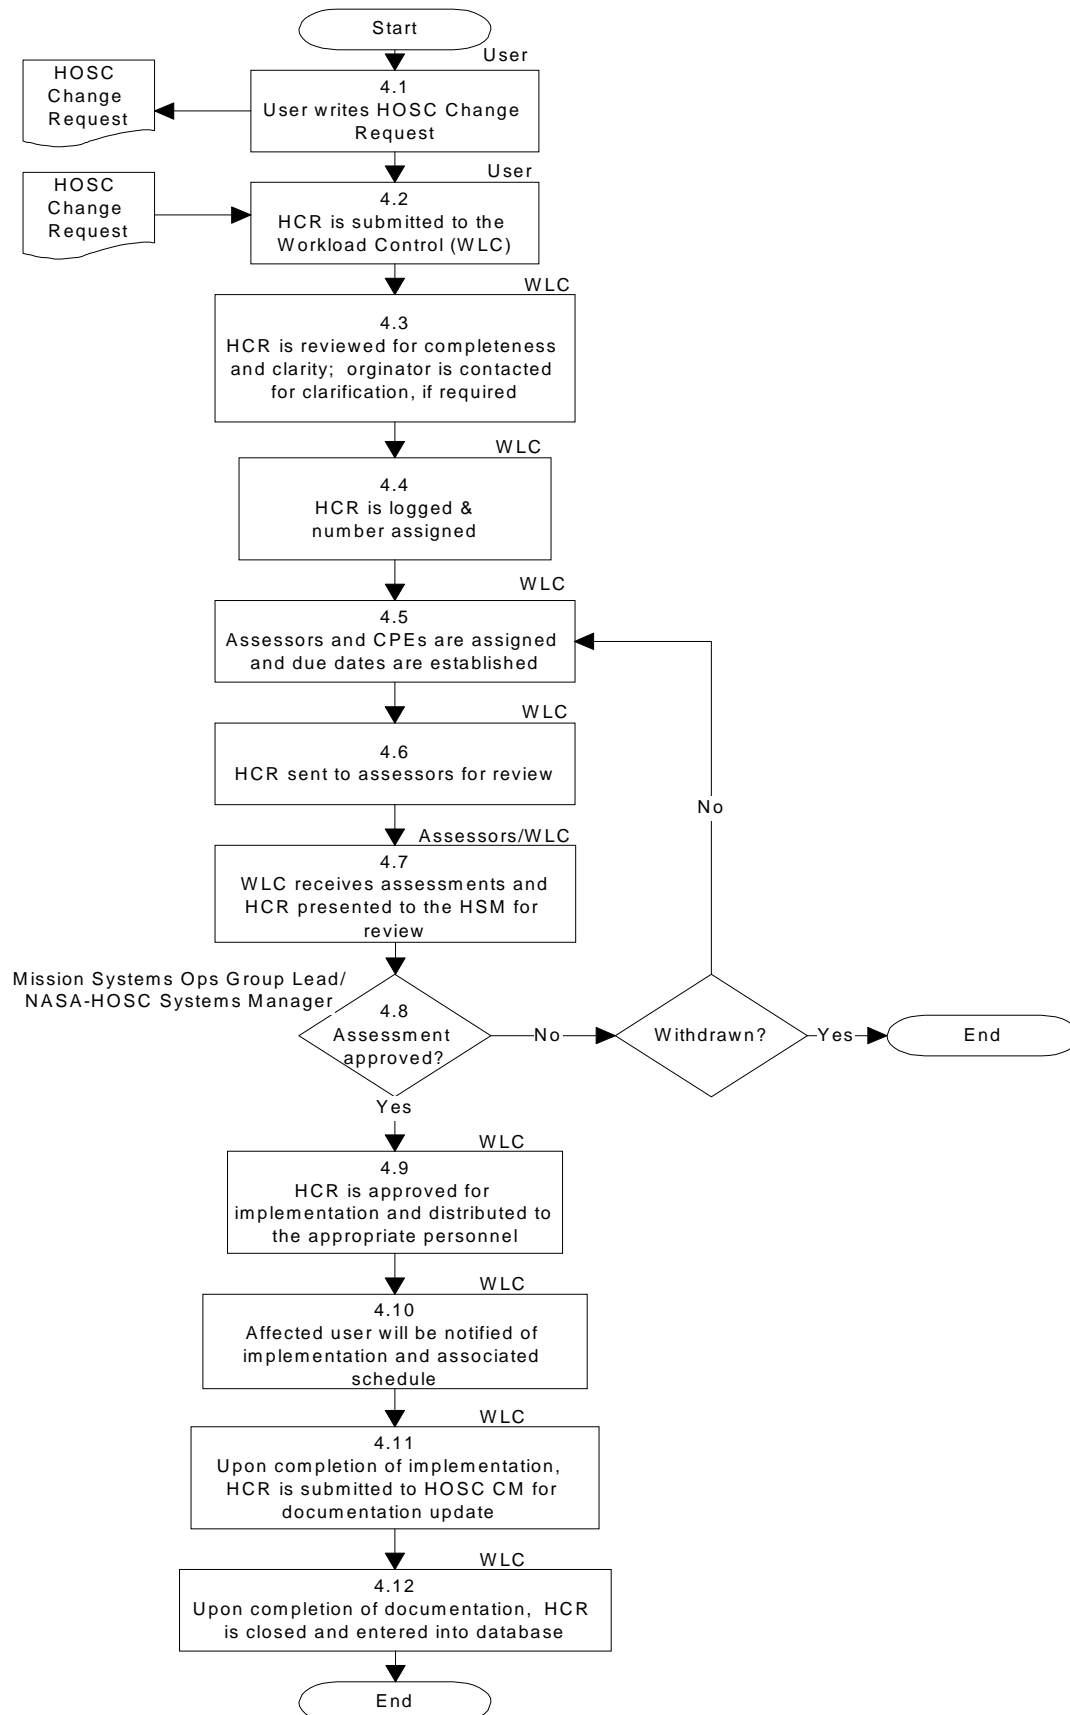 Start
User
HOSC
Change
Request
4.1
User writes HOSC Change
Request
User
HOSC
Change
Request
4.2
HCR is submitted to the
Workload Control (WLC)
WLC
4.3
HCR is reviewed for completeness
and clarity; orginator is contacted
for clarification, if required
WLC
4.4
HCR is logged &
number assigned
WLC
4.5
Assessors and CPEs are assigned
and due dates are established
WLC
4.6
HCR sent to assessors for review
No
Assessors/WLC
4.7
WLC receives assessments and
HCR presented to the HSM for
review
Mission Systems Ops Group Lead/
NASA-HOSC Systems Manager
4.8
Assessment
approved?
No
Withdrawn?
Yes
End
Yes
WLC
4.9
HCR is approved for
implementation and distributed to
the appropriate personnel
WLC
4.10
Affected user will be notified of
implementation and associated
schedule
WLC
4.11
Upon completion of implementation,
HCR is submitted to HOSC CM for
documentation update
WLC
4.12
Upon completion of documentation, HCR
is closed and entered into database
End